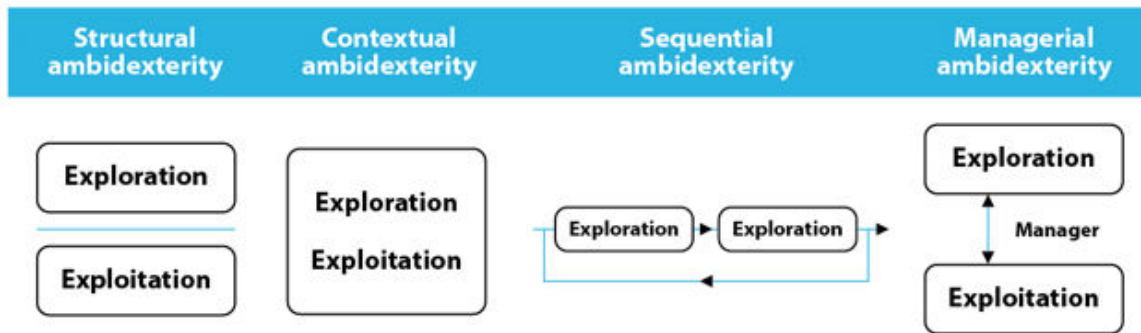 Structural
ambidexterity
Contextual
ambidexterity
Sequential
ambidexterity
Managerial
ambidexterity
Exploration
Exploitation
Exploration
Exploitation
Exploration
Exploration
Exploration
Manager
Exploitation